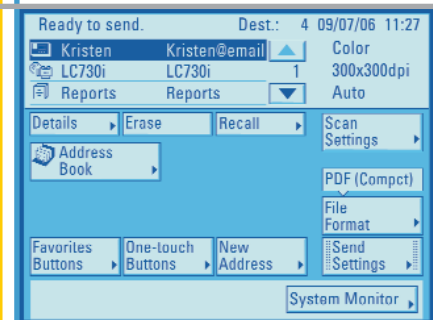 Ready to send. Dest.: 4 09/07/06 11:27
Kristen Kristen@email Color
LC730i LC730i 1 300x300dpi
Reports Reports Auto
Details Erase Recall Scan Settings
Address Book
PDF (Compct)
File Format
Favorites Buttons One-touch Buttons New Address Send Settings
System Monitor